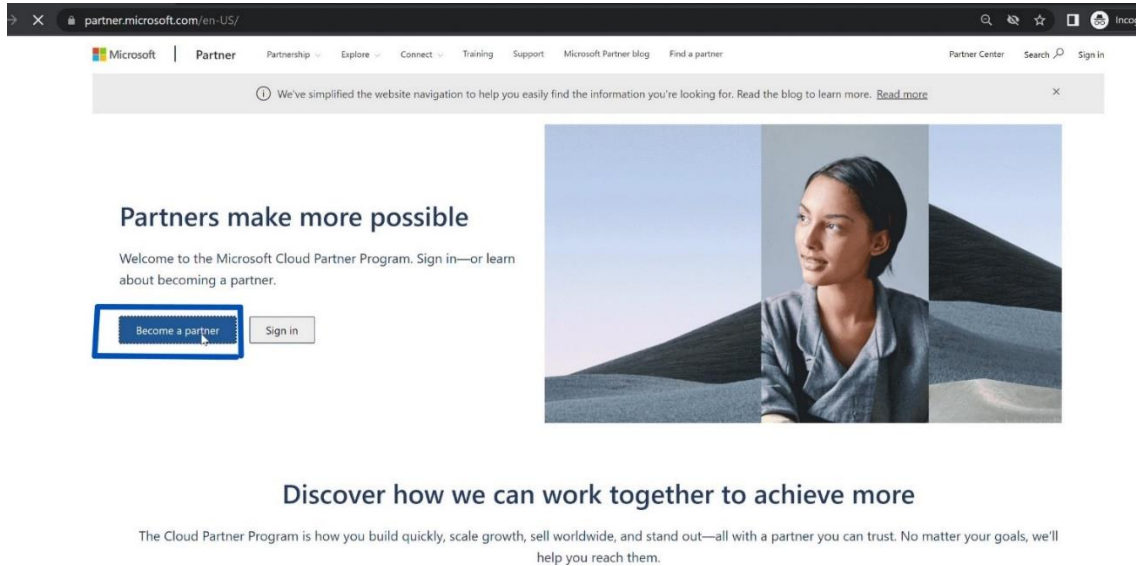 partner.microsoft.com/en-US/
Microsoft Partner Partnership Explore Connect Training Support Microsoft Partner blog Find a partner Partner Center Search Sign in
We've simplified the website navigation to help you easily find the information you're looking for. Read the blog to learn more. Read more
Partners make more possible
Welcome to the Microsoft Cloud Partner Program. Sign in—or learn
about becoming a partner.
Become a partner Sign in
Discover how we can work together to achieve more
The Cloud Partner Program is how you build quickly, scale growth, sell worldwide, and stand out—all with a partner you can trust. No matter your goals, we'll
help you reach them.